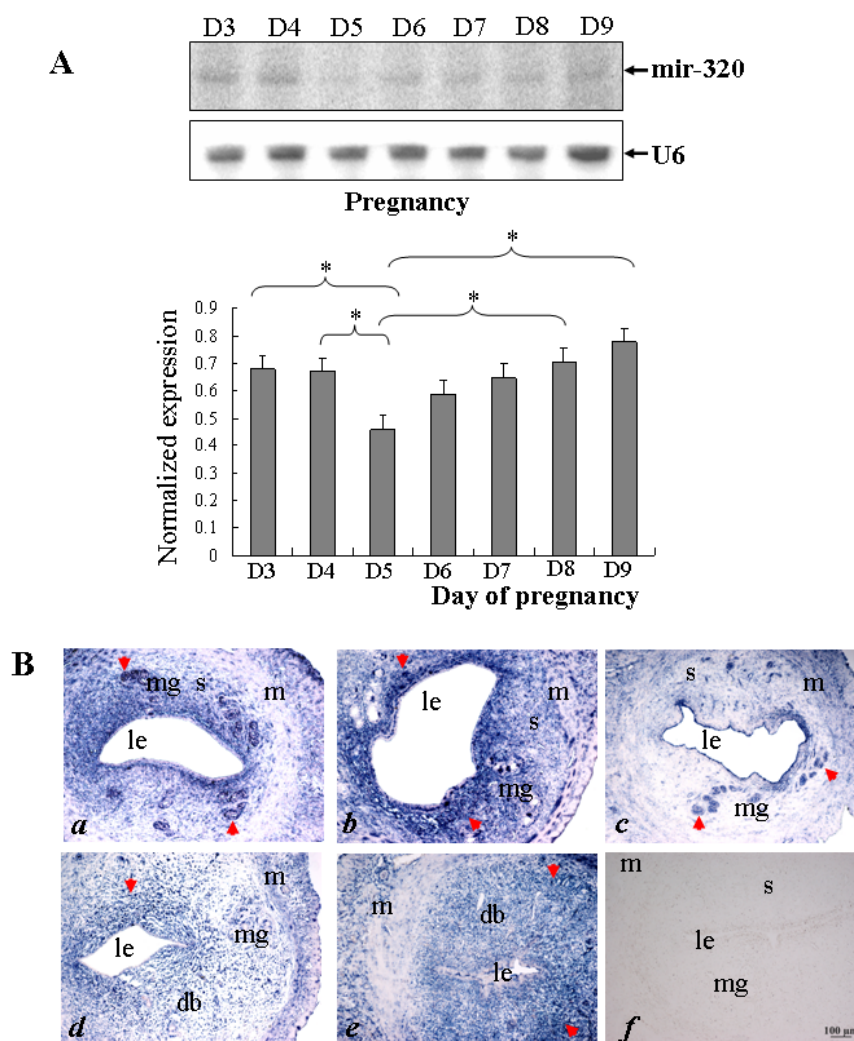 D3 D4 D5 D6 D7 D8 D9
A
mir-320
U6
Pregnancy
*
*
*
*
Normalized expression
0.9
0.8
0.7
0.6
0.5
0.4
0.3
0.2
0.1
0
D3 D4 D5 D6 D7 D8 D9
Day of pregnancy
B
mg s m le a
le m s mg b
s m le mg c
m mg le db d
m db le e
m s le mg f
100 μm